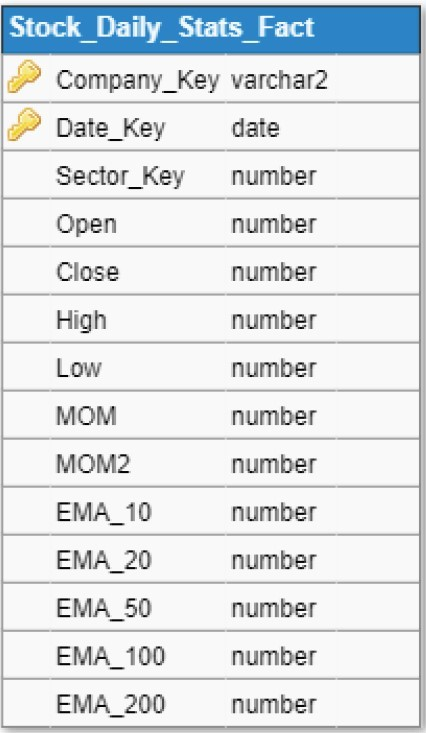 Stock_Daily_Stats_Fact
Company_Key varchar2
Date_Key date
Sector_Key number
Open number
Close number
High number
Low number
MOM number
MOM2 number
EMA_10 number
EMA_20 number
EMA_50 number
EMA_100 number
EMA_200 number